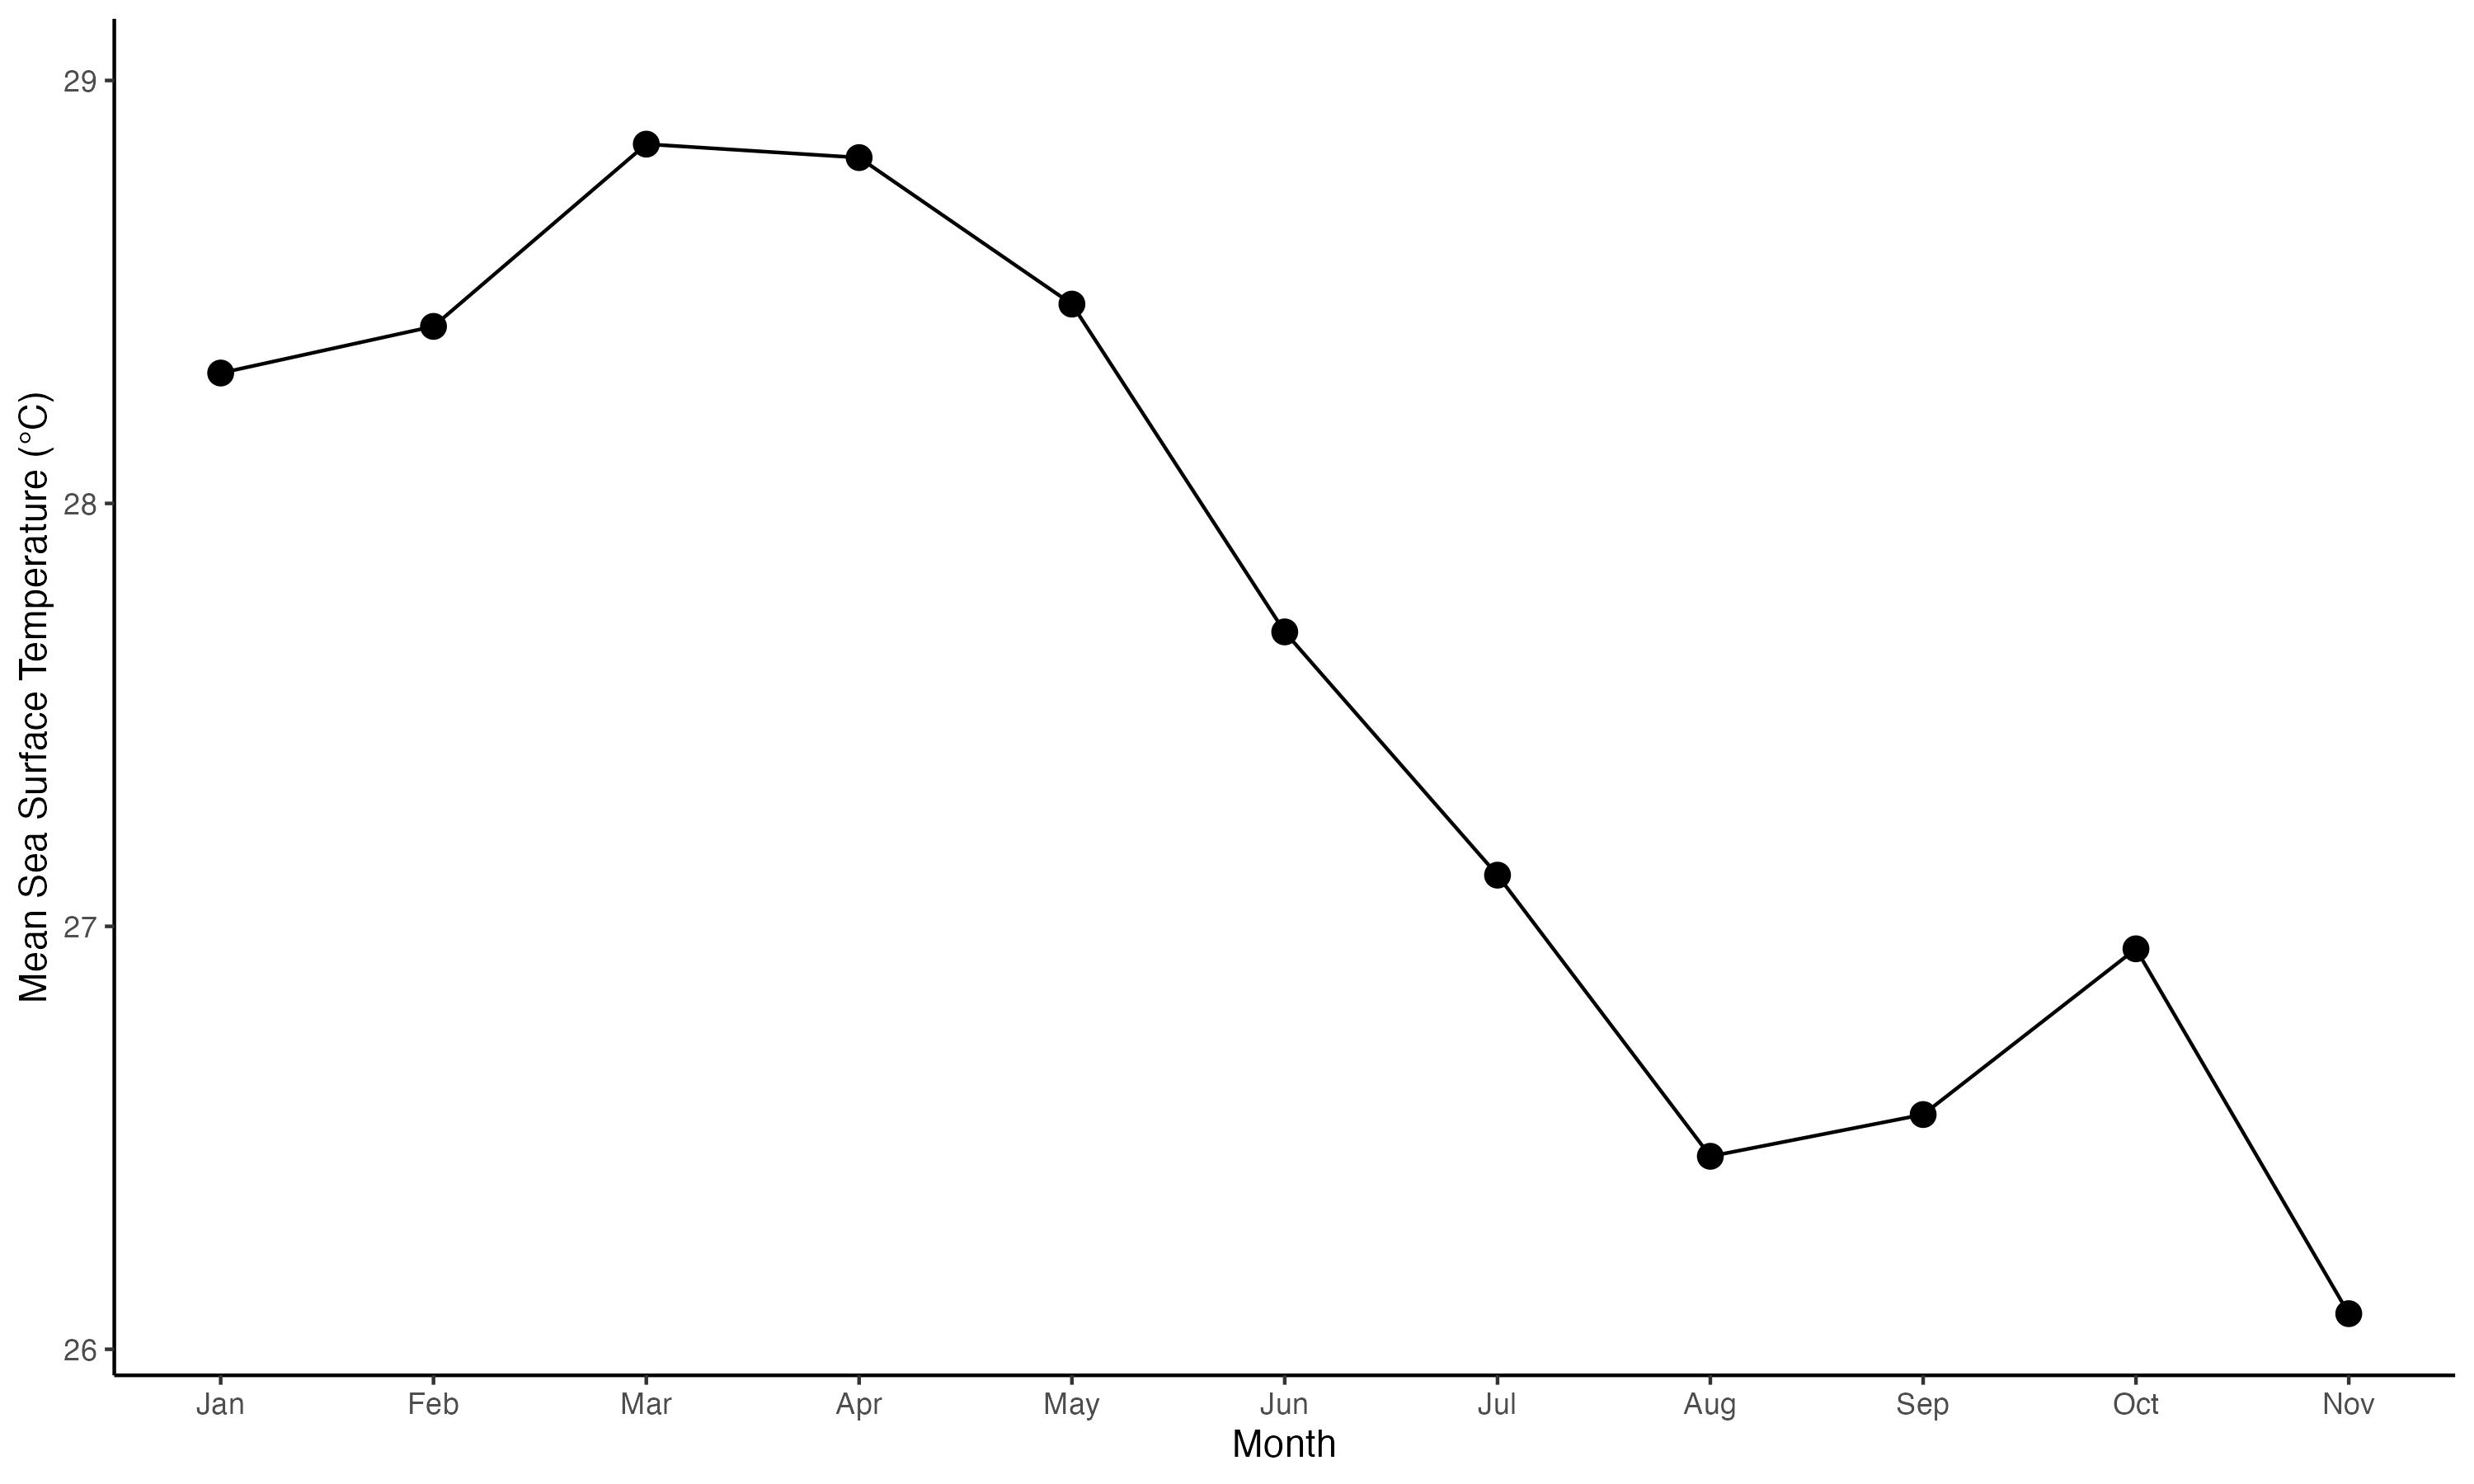 Mean Sea Surface Temperature (°C)
29
28
27
26
Jan Feb Mar Apr May Jun Jul Aug Sep Oct Nov
Month